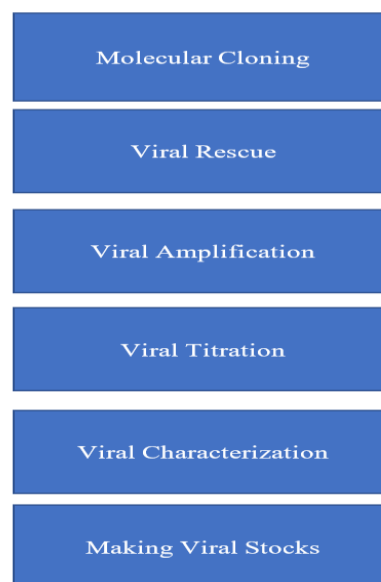 Molecular Cloning
Viral Rescue
Viral Amplification
Viral Titration
Viral Characterization
Making Viral Stocks